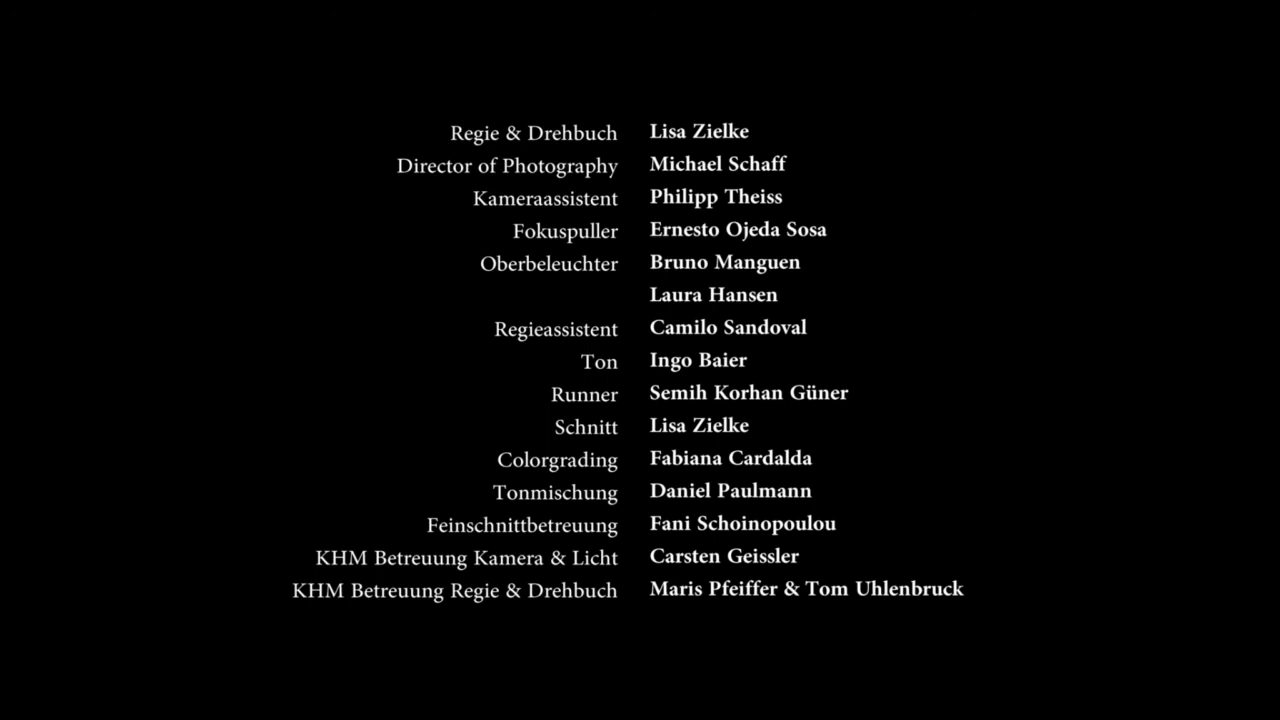 Regie & Drehbuch Lisa Zielke
Director of Photography Michael Schaff
Kameraassistent Philipp Theiss
Fokuspuller Ernesto Ojeda Sosa
Oberbeleuchter Bruno Manguen
Laura Hansen
Regieassistent Camilo Sandoval
Ton Ingo Baier
Runner Semih Korhan Güner
Schnitt Lisa Zielke
Colorgrading Fabiana Cardalda
Tonmischung Daniel Paulmann
Feinschnittbetreuung Fani Schoinopoulou
KHM Betreuung Kamera & Licht Carsten Geissler
KHM Betreuung Regie & Drehbuch Maris Pfeiffer & Tom Uhlenbruck